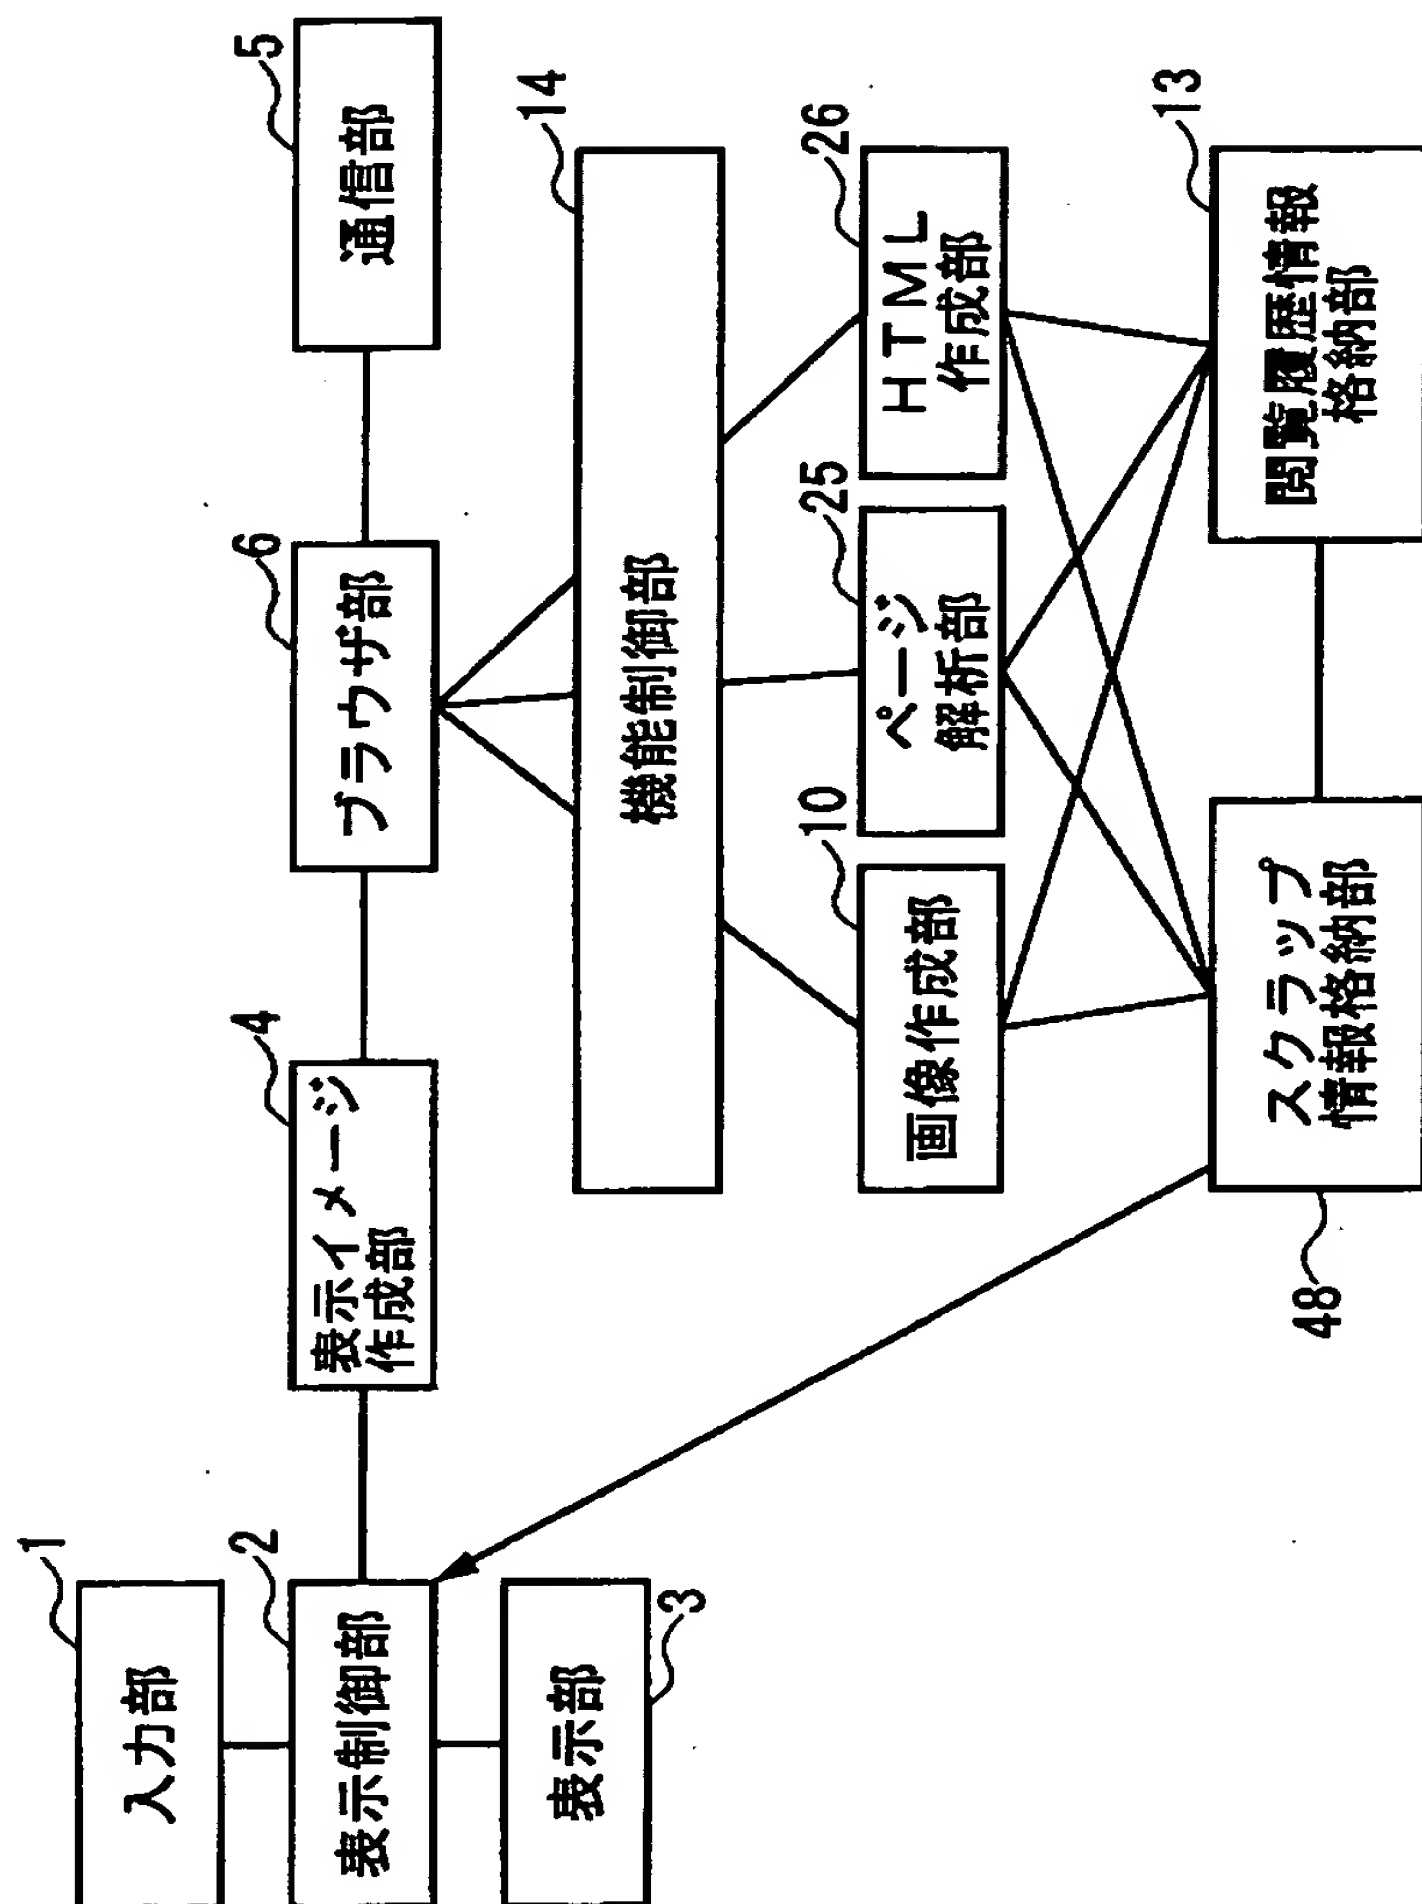 1
入力部
2
表示制御部
3
表示部
4
表示イメージ
作成部
6
ブラウザ部
5
通信部
14
機能制御部
10
画像作成部
25
ページ
解析部
26
HTML
作成部
48
スクラップ
情報格納部
13
閲覧履歴情報
格納部